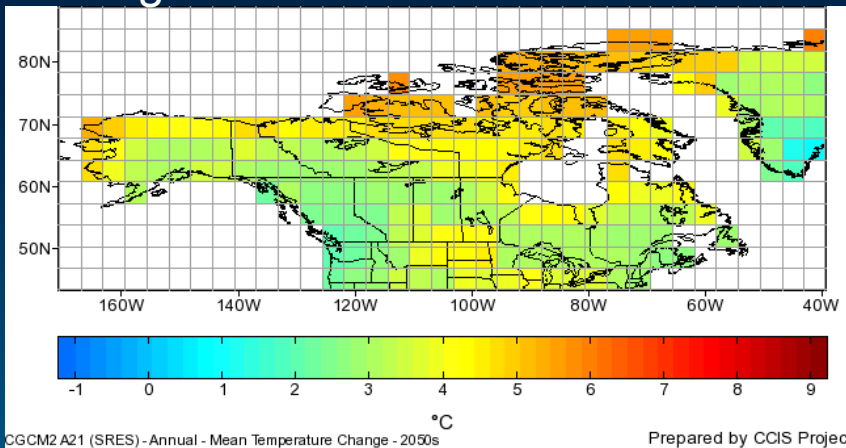 80N
70N
60N
50N
160W 140W 120W 100W 80W 60W 40W
-1 0 1 2 3 4 5 6 7 8 9
°C
CGCM2 A21 (SRES) - Annual - Mean Temperature Change - 2050s
Prepared by CCIS Projec